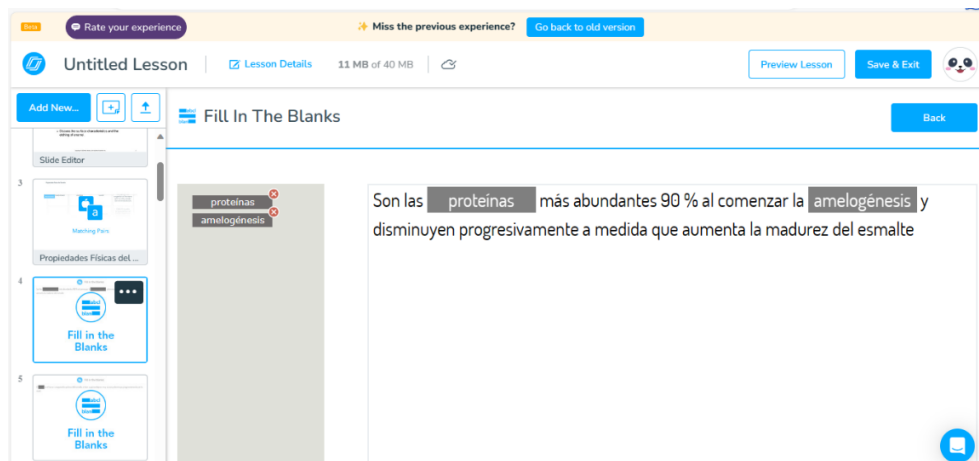 Beta
Rate your experience
✨ Miss the previous experience?
Go back to old version
Untitled Lesson
Lesson Details
11 MB of 40 MB
Preview Lesson
Save & Exit
Add New...
Fill In The Blanks
Back
Slide Editor
3
Matching Pairs
Propiedades Físicas del ...
4
Fill in the
Blanks
5
Fill in the
Blanks
proteínas
amelogénesis
Son las proteínas más abundantes 90 % al comenzar la amelogénesis y
disminuyen progresivamente a medida que aumenta la madurez del esmalte